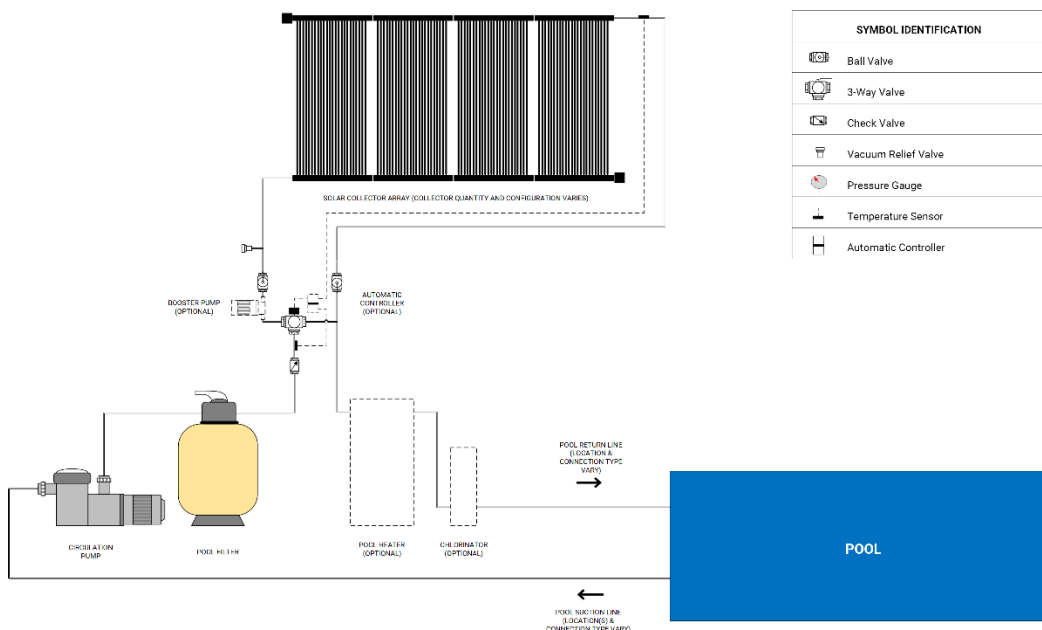 SYMBOL IDENTIFICATION
Ball Valve
3-Way Valve
Check Valve
Vacuum Relief Valve
Pressure Gauge
Temperature Sensor
Automatic Controller
SOLAR COLLECTOR ARRAY (COLLECTOR QUANTITY AND CONFIGURATION VARIES)
BOOSTER PUMP
(OPTIONAL)
AUTOMATIC
CONTROLLER
(OPTIONAL)
POOL RETURN LINE
(LOCATION &
CONNECTION TYPE
VARY)
CIRCULATION
PUMP
POOL FILTER
POOL HEATER
(OPTIONAL)
CHLORINATOR
(OPTIONAL)
POOL
POOL SUCTION LINE
(LOCATION(S) &
CONNECTION TYPE VARY)